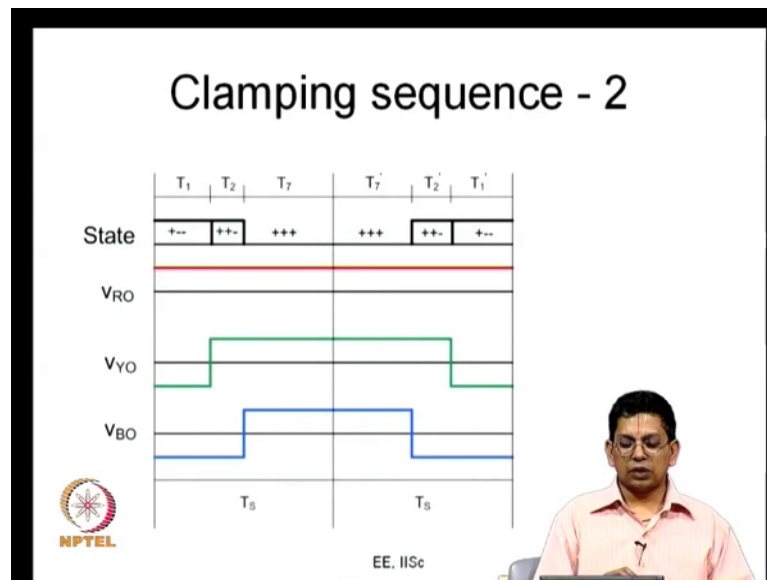 Clamping sequence - 2
T1 T2 T7 T7' T2' T1'
State +-- ++- +++ +++ ++- +--
VRO
VYO
VBO
TS TS
NPTEL
EE, IISc